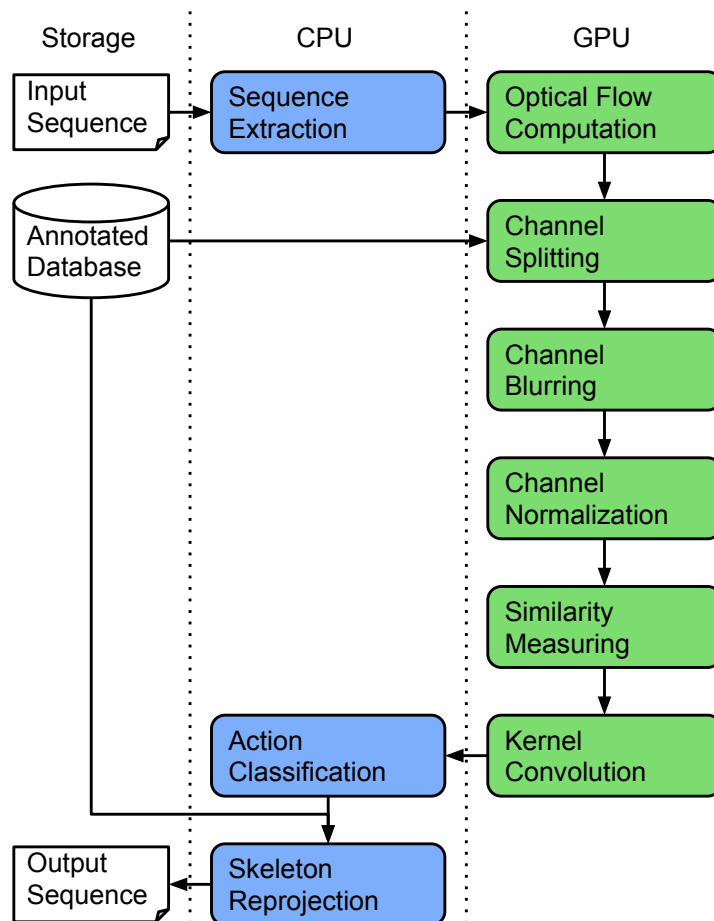 Storage
CPU
GPU
Input
Sequence
Sequence
Extraction
Optical Flow
Computation
Annotated
Database
Channel
Splitting
Channel
Blurring
Channel
Normalization
Similarity
Measuring
Action
Classification
Kernel
Convolution
Output
Sequence
Skeleton
Reprojection